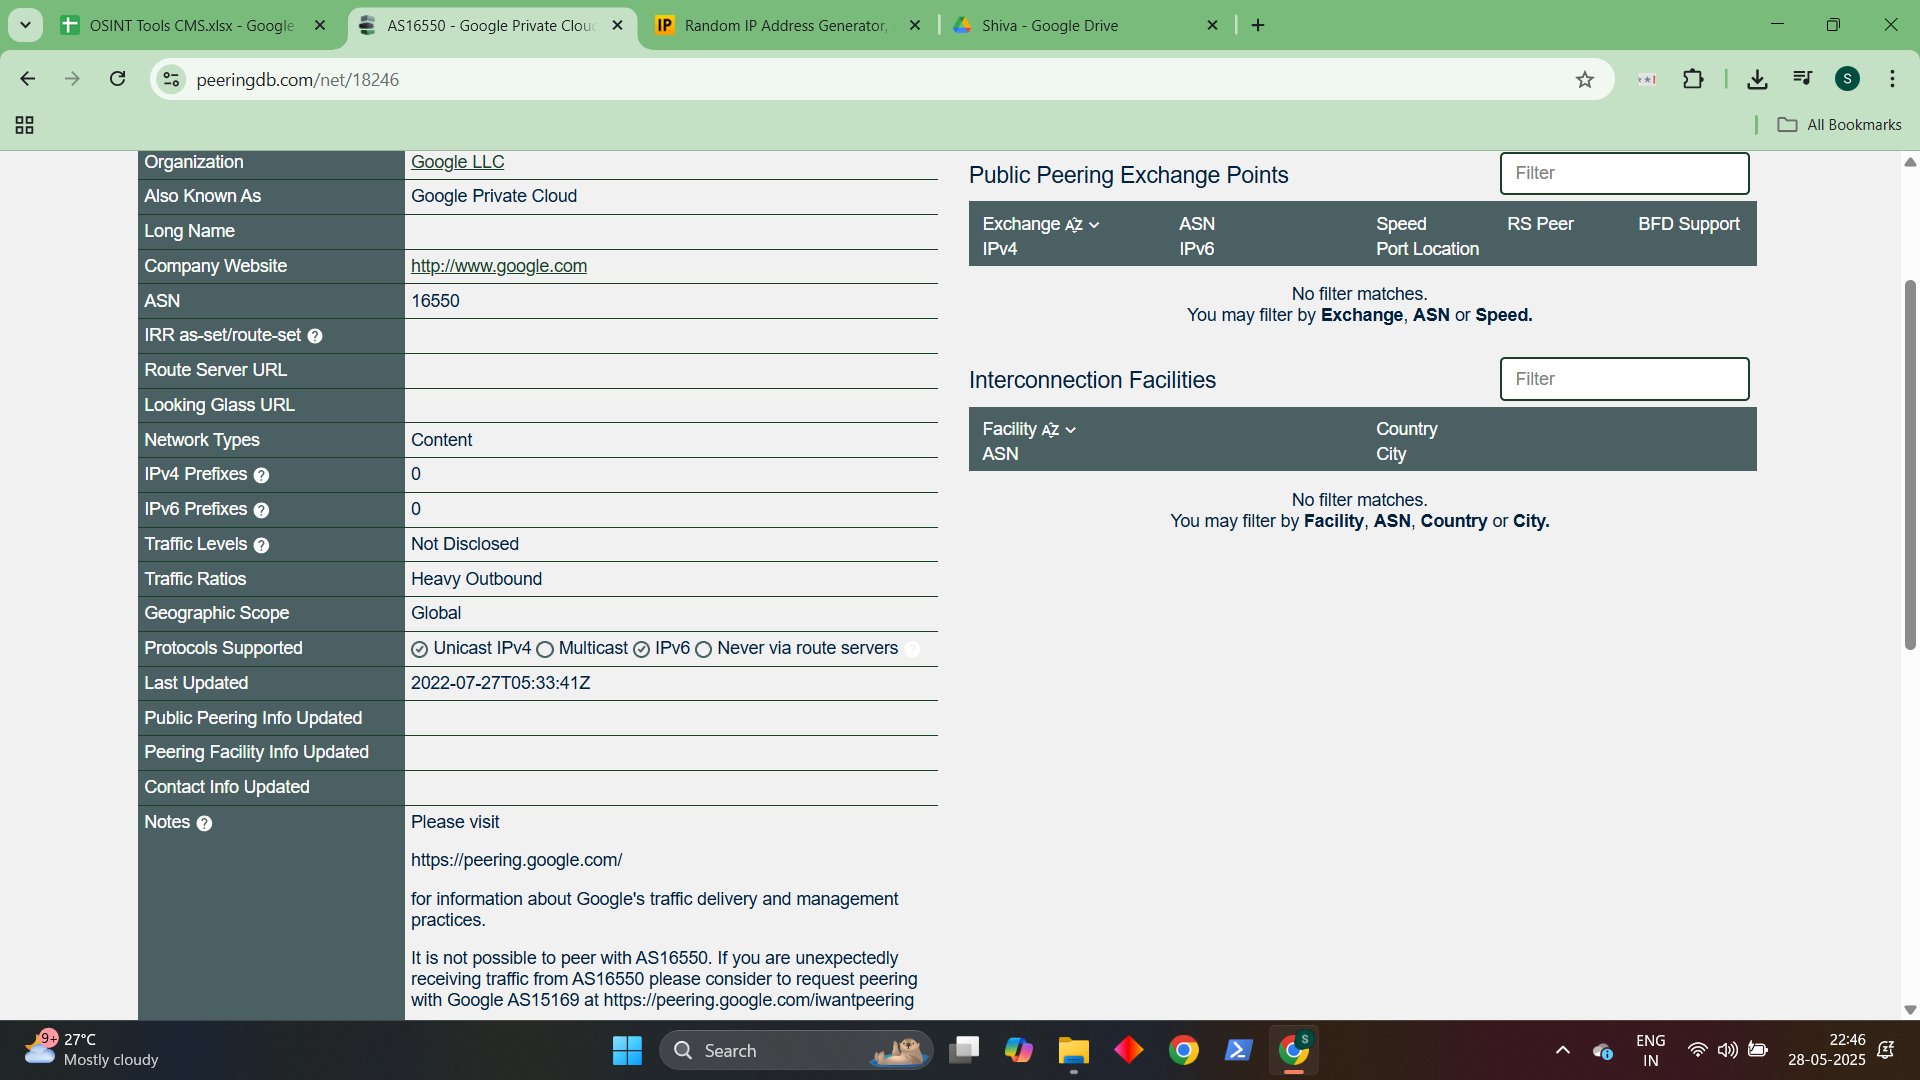 OSINT Tools CMS.xlsx - Google
AS16550 - Google Private Clou
IP
Random IP Address Generator,
Shiva - Google Drive
peeringdb.com/net/18246
S
All Bookmarks
Organization
Google LLC
Also Known As
Google Private Cloud
Long Name
Company Website
http://www.google.com
ASN
16550
IRR as-set/route-set ?
Route Server URL
Looking Glass URL
Network Types
Content
IPv4 Prefixes ?
0
IPv6 Prefixes ?
0
Traffic Levels ?
Not Disclosed
Traffic Ratios
Heavy Outbound
Geographic Scope
Global
Protocols Supported
Unicast IPv4 Multicast IPv6 Never via route servers ?
Last Updated
2022-07-27T05:33:41Z
Public Peering Info Updated
Peering Facility Info Updated
Contact Info Updated
Notes ?
Please visit
https://peering.google.com/
for information about Google's traffic delivery and management
practices.
It is not possible to peer with AS16550. If you are unexpectedly
receiving traffic from AS16550 please consider to request peering
with Google AS15169 at https://peering.google.com/iwantpeering
Public Peering Exchange Points
Filter
Exchange AZ
ASN
Speed
RS Peer
BFD Support
IPv4
IPv6
Port Location
No filter matches.
You may filter by Exchange, ASN or Speed.
Interconnection Facilities
Filter
Facility AZ
Country
ASN
City
No filter matches.
You may filter by Facility, ASN, Country or City.
9+
27°C
Mostly cloudy
Search
S
ENG
IN
22:46
28-05-2025